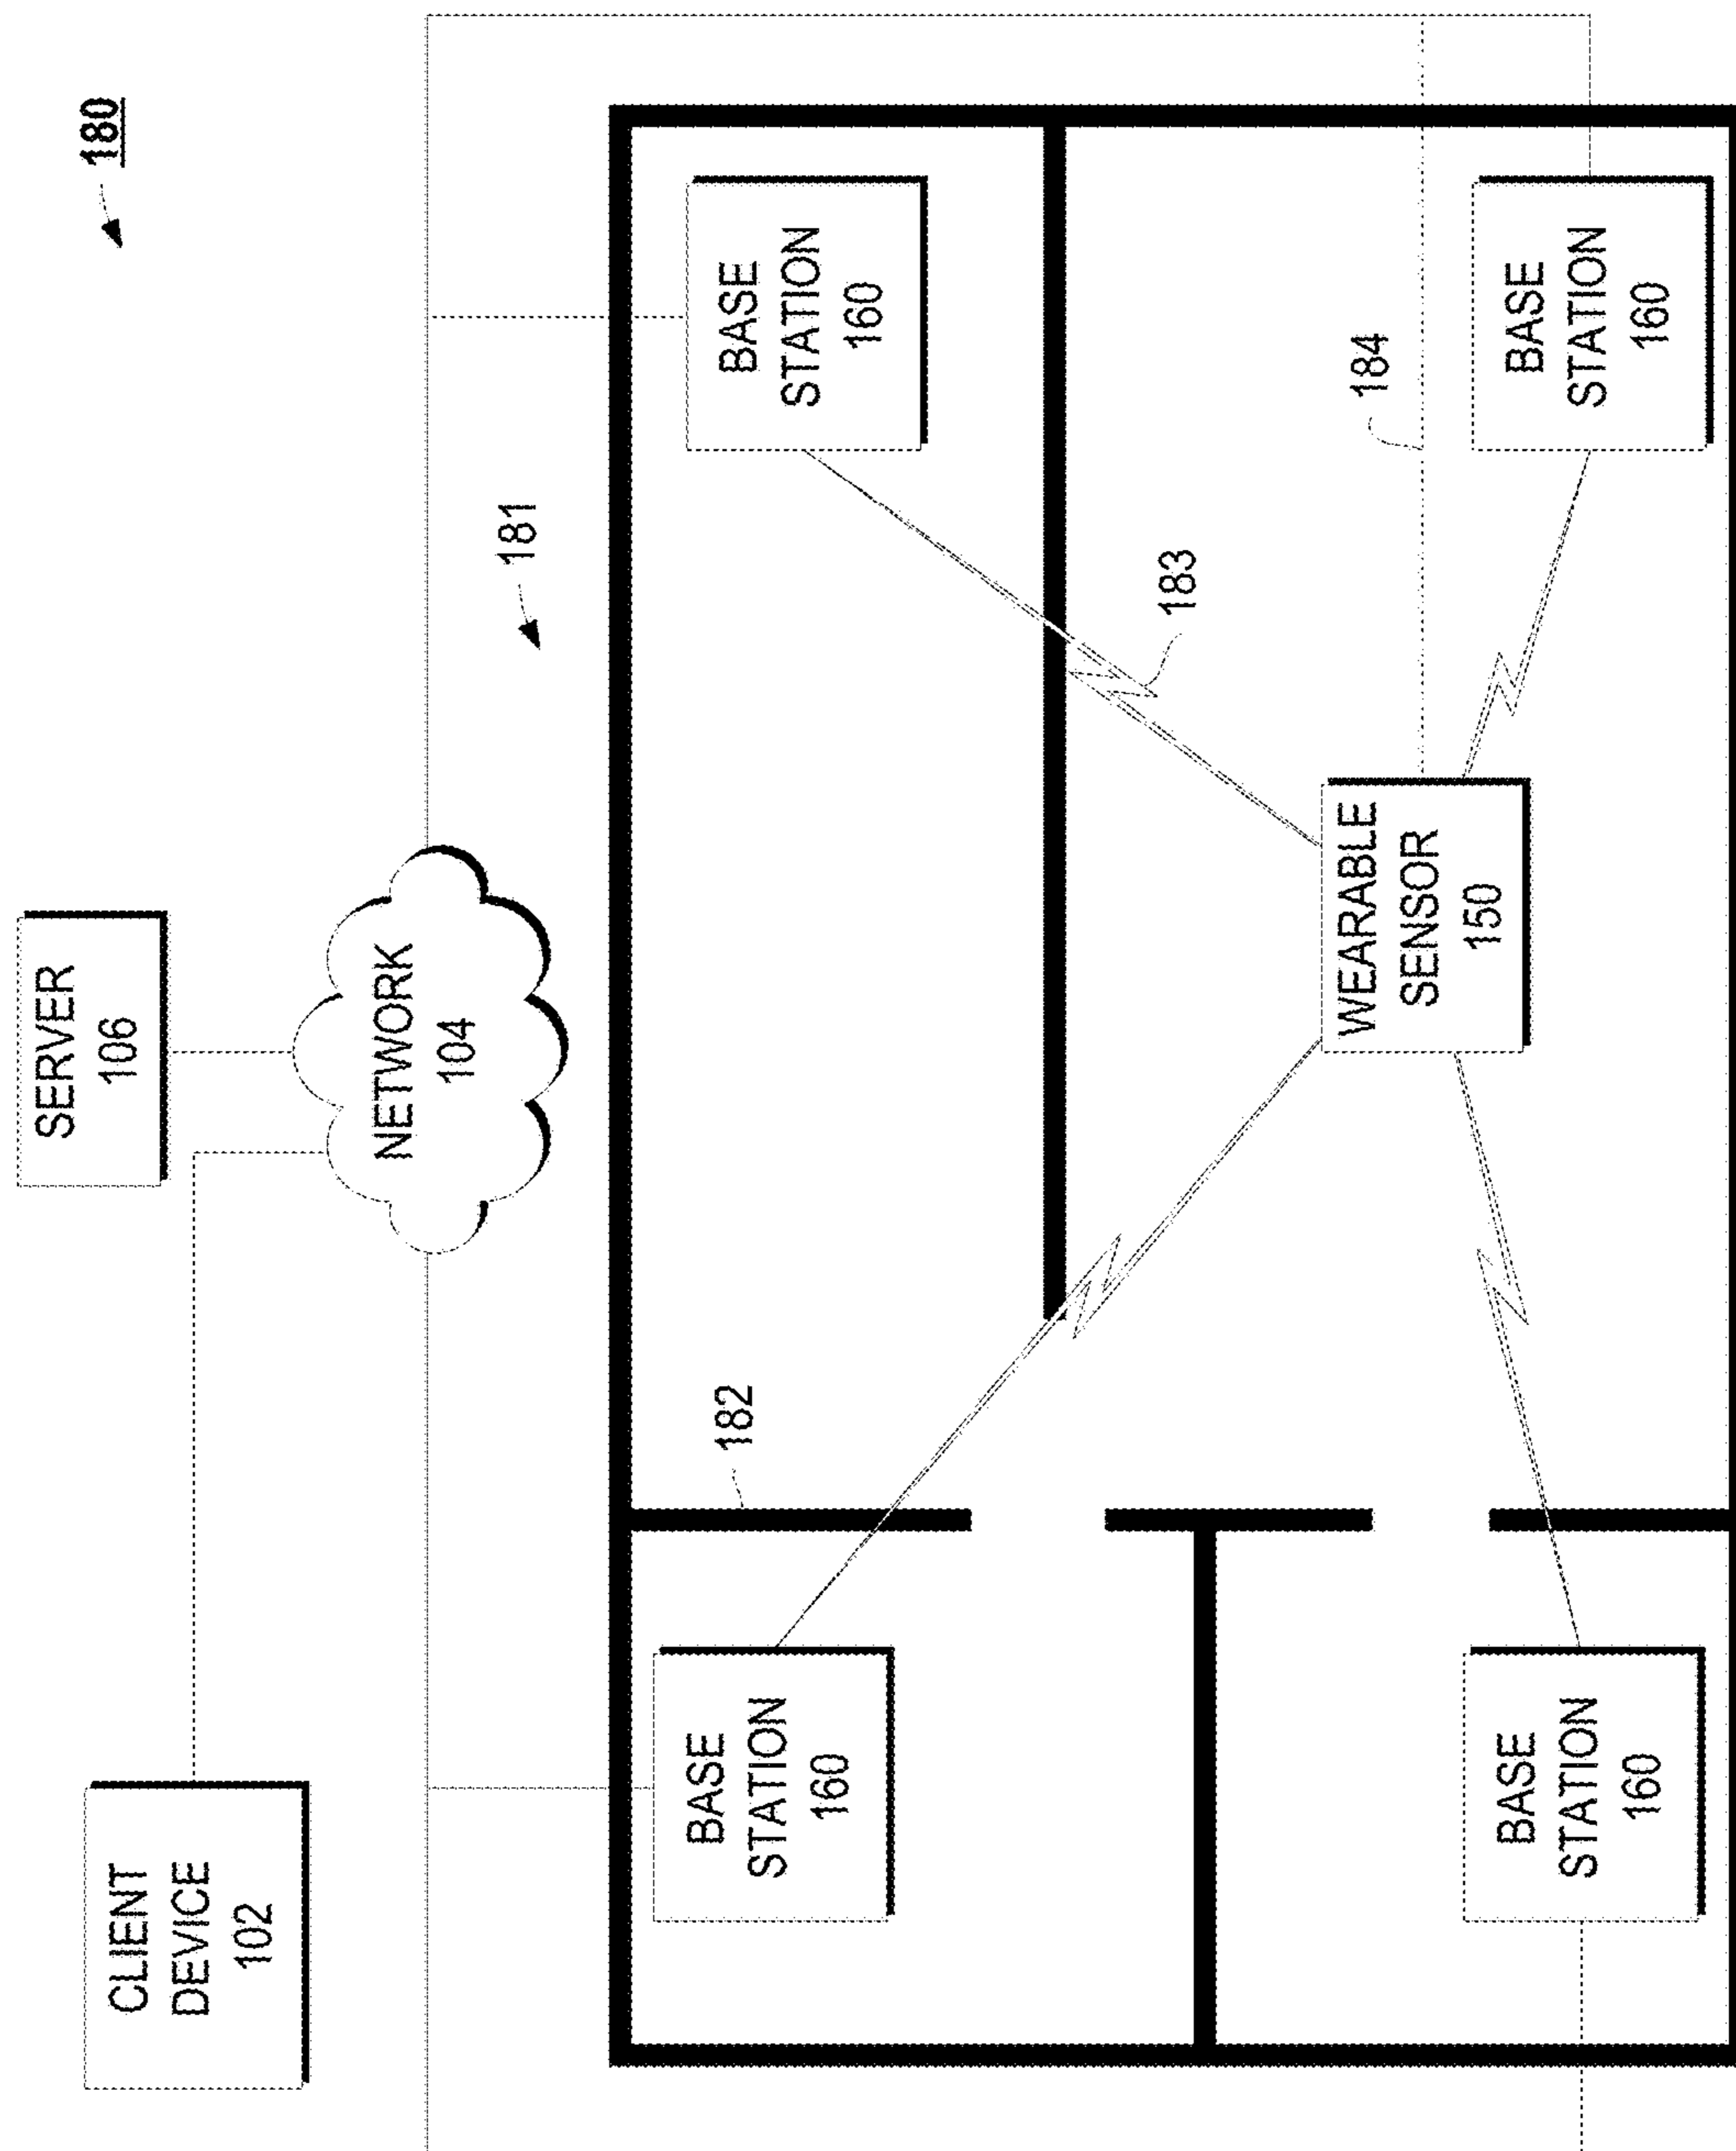 180
SERVER
106
CLIENT
DEVICE
102
NETWORK
104
181
182
BASE
STATION
160
BASE
STATION
160
183
184
WEARABLE
SENSOR
150
BASE
STATION
160
BASE
STATION
160